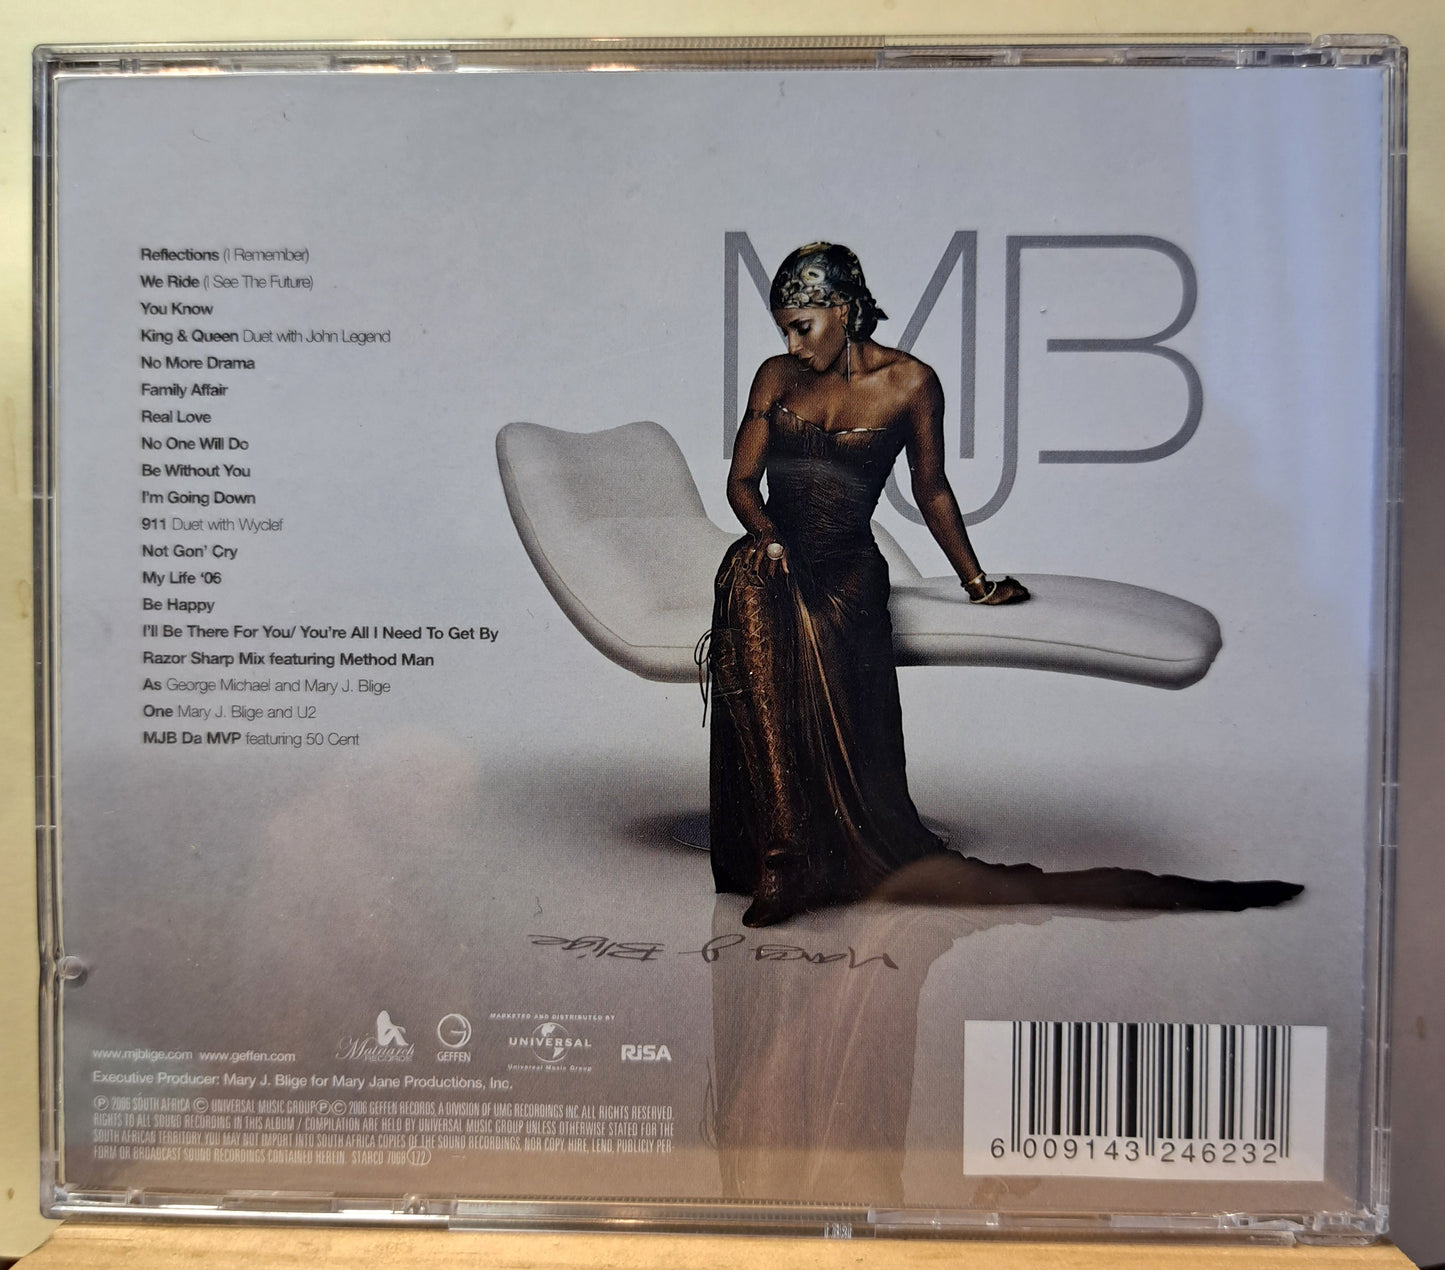 MJB
Reflections (I Remember)
We Ride (I See The Future)
You Know
King & Queen Duet with John Legend
No More Drama
Family Affair
Real Love
No One Will Do
Be Without You
I'm Going Down
911 Duet with Wyclef
Not Gon' Cry
My Life '06
Be Happy
I'll Be There For You/ You're All I Need To Get By
Razor Sharp Mix featuring Method Man
As George Michael and Mary J. Blige
One Mary J. Blige and U2
MJB Da MVP featuring 50 Cent
Mary J Blige
www.mjblige.com www.geffen.com
Matriarch
RECORDS
GEFFEN
MARKETED AND DISTRIBUTED BY
UNIVERSAL
Universal Music Group
RiSA
Executive Producer: Mary J. Blige for Mary Jane Productions, Inc.
Ⓟ 2006 SOUTH AFRICA © UNIVERSAL MUSIC GROUP Ⓟ© 2006 GEFFEN RECORDS, A DIVISION OF UMG RECORDINGS INC. ALL RIGHTS RESERVED.
RIGHTS TO ALL SOUND RECORDING IN THIS ALBUM / COMPILATION ARE HELD BY UNIVERSAL MUSIC GROUP UNLESS OTHERWISE STATED FOR THE
SOUTH AFRICAN TERRITORY. YOU MAY NOT IMPORT INTO SOUTH AFRICA COPIES OF THE SOUND RECORDINGS, NOR COPY, HIRE, LEND, PUBLICLY PER-
FORM OR BROADCAST SOUND RECORDINGS CONTAINED HEREIN. STARCD 7068 172
6 009143 246232